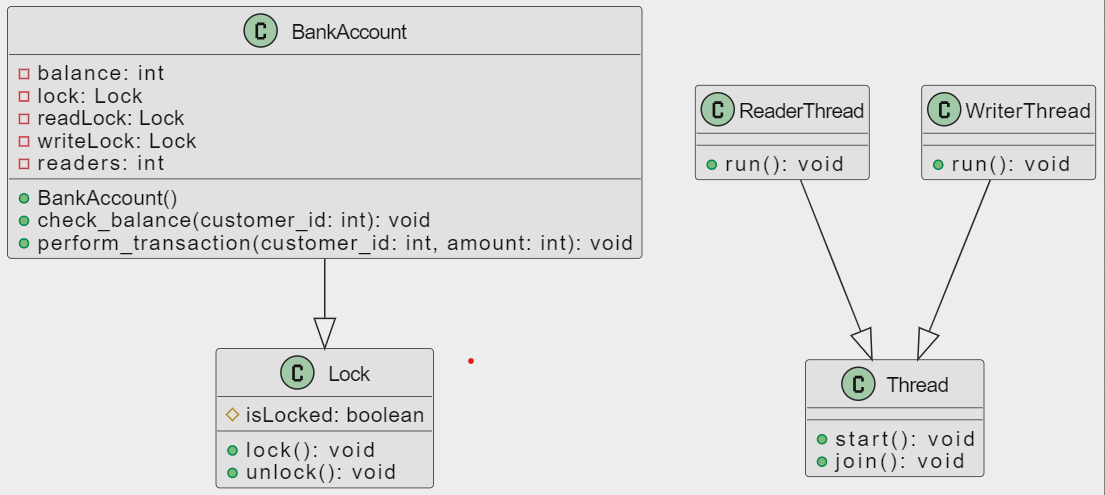 C BankAccount
balance: int
lock: Lock
readLock: Lock
writeLock: Lock
readers: int
BankAccount()
check_balance(customer_id: int): void
perform_transaction(customer_id: int, amount: int): void
C Lock
isLocked: boolean
lock(): void
unlock(): void
C ReaderThread
run(): void
C WriterThread
run(): void
C Thread
start(): void
join(): void